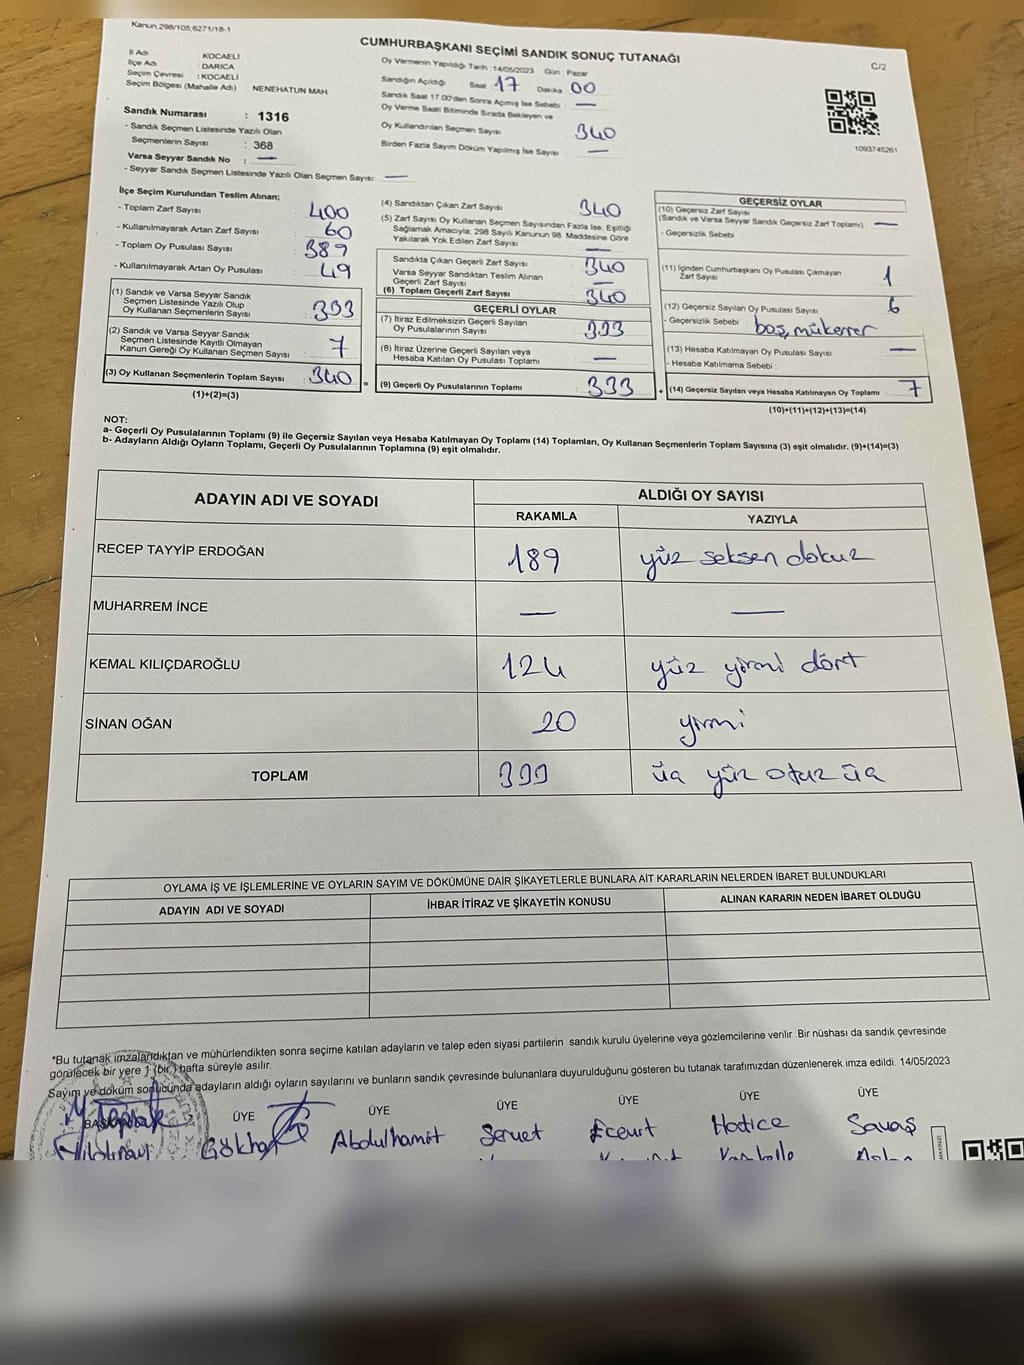 Kanun,298/105,6271/18-1
CUMHURBAŞKANI SEÇİMİ SANDIK SONUÇ TUTANAĞI
C/2
İl Adı : KOCAELİ
İlçe Adı : DARICA
Seçim Çevresi : KOCAELİ
Seçim Bölgesi (Mahalle Adı) : NENEHATUN MAH.
Sandık Numarası : 1316
- Sandık Seçmen Listesinde Yazılı Olan
Seçmenlerin Sayısı : 368
Varsa Seyyar Sandık No : —
- Seyyar Sandık Seçmen Listesinde Yazılı Olan Seçmen Sayısı: —
Oy Vermenin Yapıldığı Tarih :14/05/2023 Gün : Pazar
Sandığın Açıldığı Saat : 17 Dakika : 00
Sandık Saat 17.00'den Sonra Açımış İse Sebebi : —
Oy Verme Saati Bitiminde Sırada Bekleyen ve
Oy Kullandırılan Seçmen Sayısı 340
Birden Fazla Sayım Döküm Yapılmış İse Sayısı : —
1093745261
İlçe Seçim Kurulundan Teslim Alınan;
- Toplam Zarf Sayısı : 400
- Kullanılmayarak Artan Zarf Sayısı : 60
- Toplam Oy Pusulası Sayısı : 389
- Kullanılmayarak Artan Oy Pusulası : 49
(1) Sandık ve Varsa Seyyar Sandık
Seçmen Listesinde Yazılı Olup
Oy Kullanan Seçmenlerin Sayısı : 333
(2) Sandık ve Varsa Seyyar Sandık
Seçmen Listesinde Kayıtlı Olmayan
Kanun Gereği Oy Kullanan Seçmen Sayısı : 7
(3) Oy Kullanan Seçmenlerin Toplam Sayısı : 340
(1)+(2)=(3)
(4) Sandıktan Çıkan Zarf Sayısı : 340
(5) Zarf Sayısı Oy Kullanan Seçmen Sayısından Fazla İse, Eşitliği
Sağlamak Amacıyla; 298 Sayılı Kanunun 98. Maddesine Göre
Yakılarak Yok Edilen Zarf Sayısı : —
Sandıkta Çıkan Geçerli Zarf Sayısı : 340
Varsa Seyyar Sandıktan Teslim Alınan
Geçerli Zarf Sayısı : —
(6) Toplam Geçerli Zarf Sayısı : 340
GEÇERLİ OYLAR
(7) İtiraz Edilmeksizin Geçerli Sayılan
Oy Pusulalarının Sayısı : 333
(8) İtiraz Üzerine Geçerli Sayılan veya
Hesaba Katılan Oy Pusulası Toplamı : —
= (9) Geçerli Oy Pusulalarının Toplamı : 333
GEÇERSİZ OYLAR
(10) Geçersiz Zarf Sayısı
(Sandık ve Varsa Seyyar Sandık Geçersiz Zarf Toplamı) : —
- Geçersizlik Sebebi :
(11) İçinden Cumhurbaşkanı Oy Pusulası Çıkmayan
Zarf Sayısı : 1
(12) Geçersiz Sayılan Oy Pusulası Sayısı : 6
- Geçersizlik Sebebi : boş, mükerrer
(13) Hesaba Katılmayan Oy Pusulası Sayısı : —
- Hesaba Katılmama Sebebi :
+ (14) Geçersiz Sayılan veya Hesaba Katılmayan Oy Toplamı : 7
(10)+(11)+(12)+(13)=(14)
NOT:
a- Geçerli Oy Pusulalarının Toplamı (9) ile Geçersiz Sayılan veya Hesaba Katılmayan Oy Toplamı (14) Toplamları, Oy Kullanan Seçmenlerin Toplam Sayısına (3) eşit olmalıdır. (9)+(14)=(3)
b- Adayların Aldığı Oyların Toplamı, Geçerli Oy Pusulalarının Toplamına (9) eşit olmalıdır.
ADAYIN ADI VE SOYADI
ALDIĞI OY SAYISI
RAKAMLA YAZIYLA
RECEP TAYYİP ERDOĞAN 189 yüz seksen dokuz
MUHARREM İNCE — —
KEMAL KILIÇDAROĞLU 124 yüz yirmi dört
SİNAN OĞAN 20 yirmi
TOPLAM 333 üç yüz otuz üç
OYLAMA İŞ VE İŞLEMLERİNE VE OYLARIN SAYIM VE DÖKÜMÜNE DAİR ŞİKAYETLERLE BUNLARA AİT KARARLARIN NELERDEN İBARET BULUNDUKLARI
ADAYIN ADI VE SOYADI İHBAR İTİRAZ VE ŞİKAYETİN KONUSU ALINAN KARARIN NEDEN İBARET OLDUĞU
*Bu tutanak imzalandıktan ve mühürlendikten sonra seçime katılan adayların ve talep eden siyasi partilerin sandık kurulu üyelerine veya gözlemcilerine verilir. Bir nüshası da sandık çevresinde
görülecek bir yere 1 (bir) hafta süreyle asılır.
Sayım ve döküm sonucunda adayların aldığı oyların sayılarını ve bunların sandık çevresinde bulunanlara duyurulduğunu gösteren bu tutanak tarafımızdan düzenlenerek imza edildi. 14/05/2023
BAŞKAN ÜYE ÜYE ÜYE ÜYE ÜYE ÜYE
Gökhan Abdulhamit Servet Ecevit Hatice Savaş